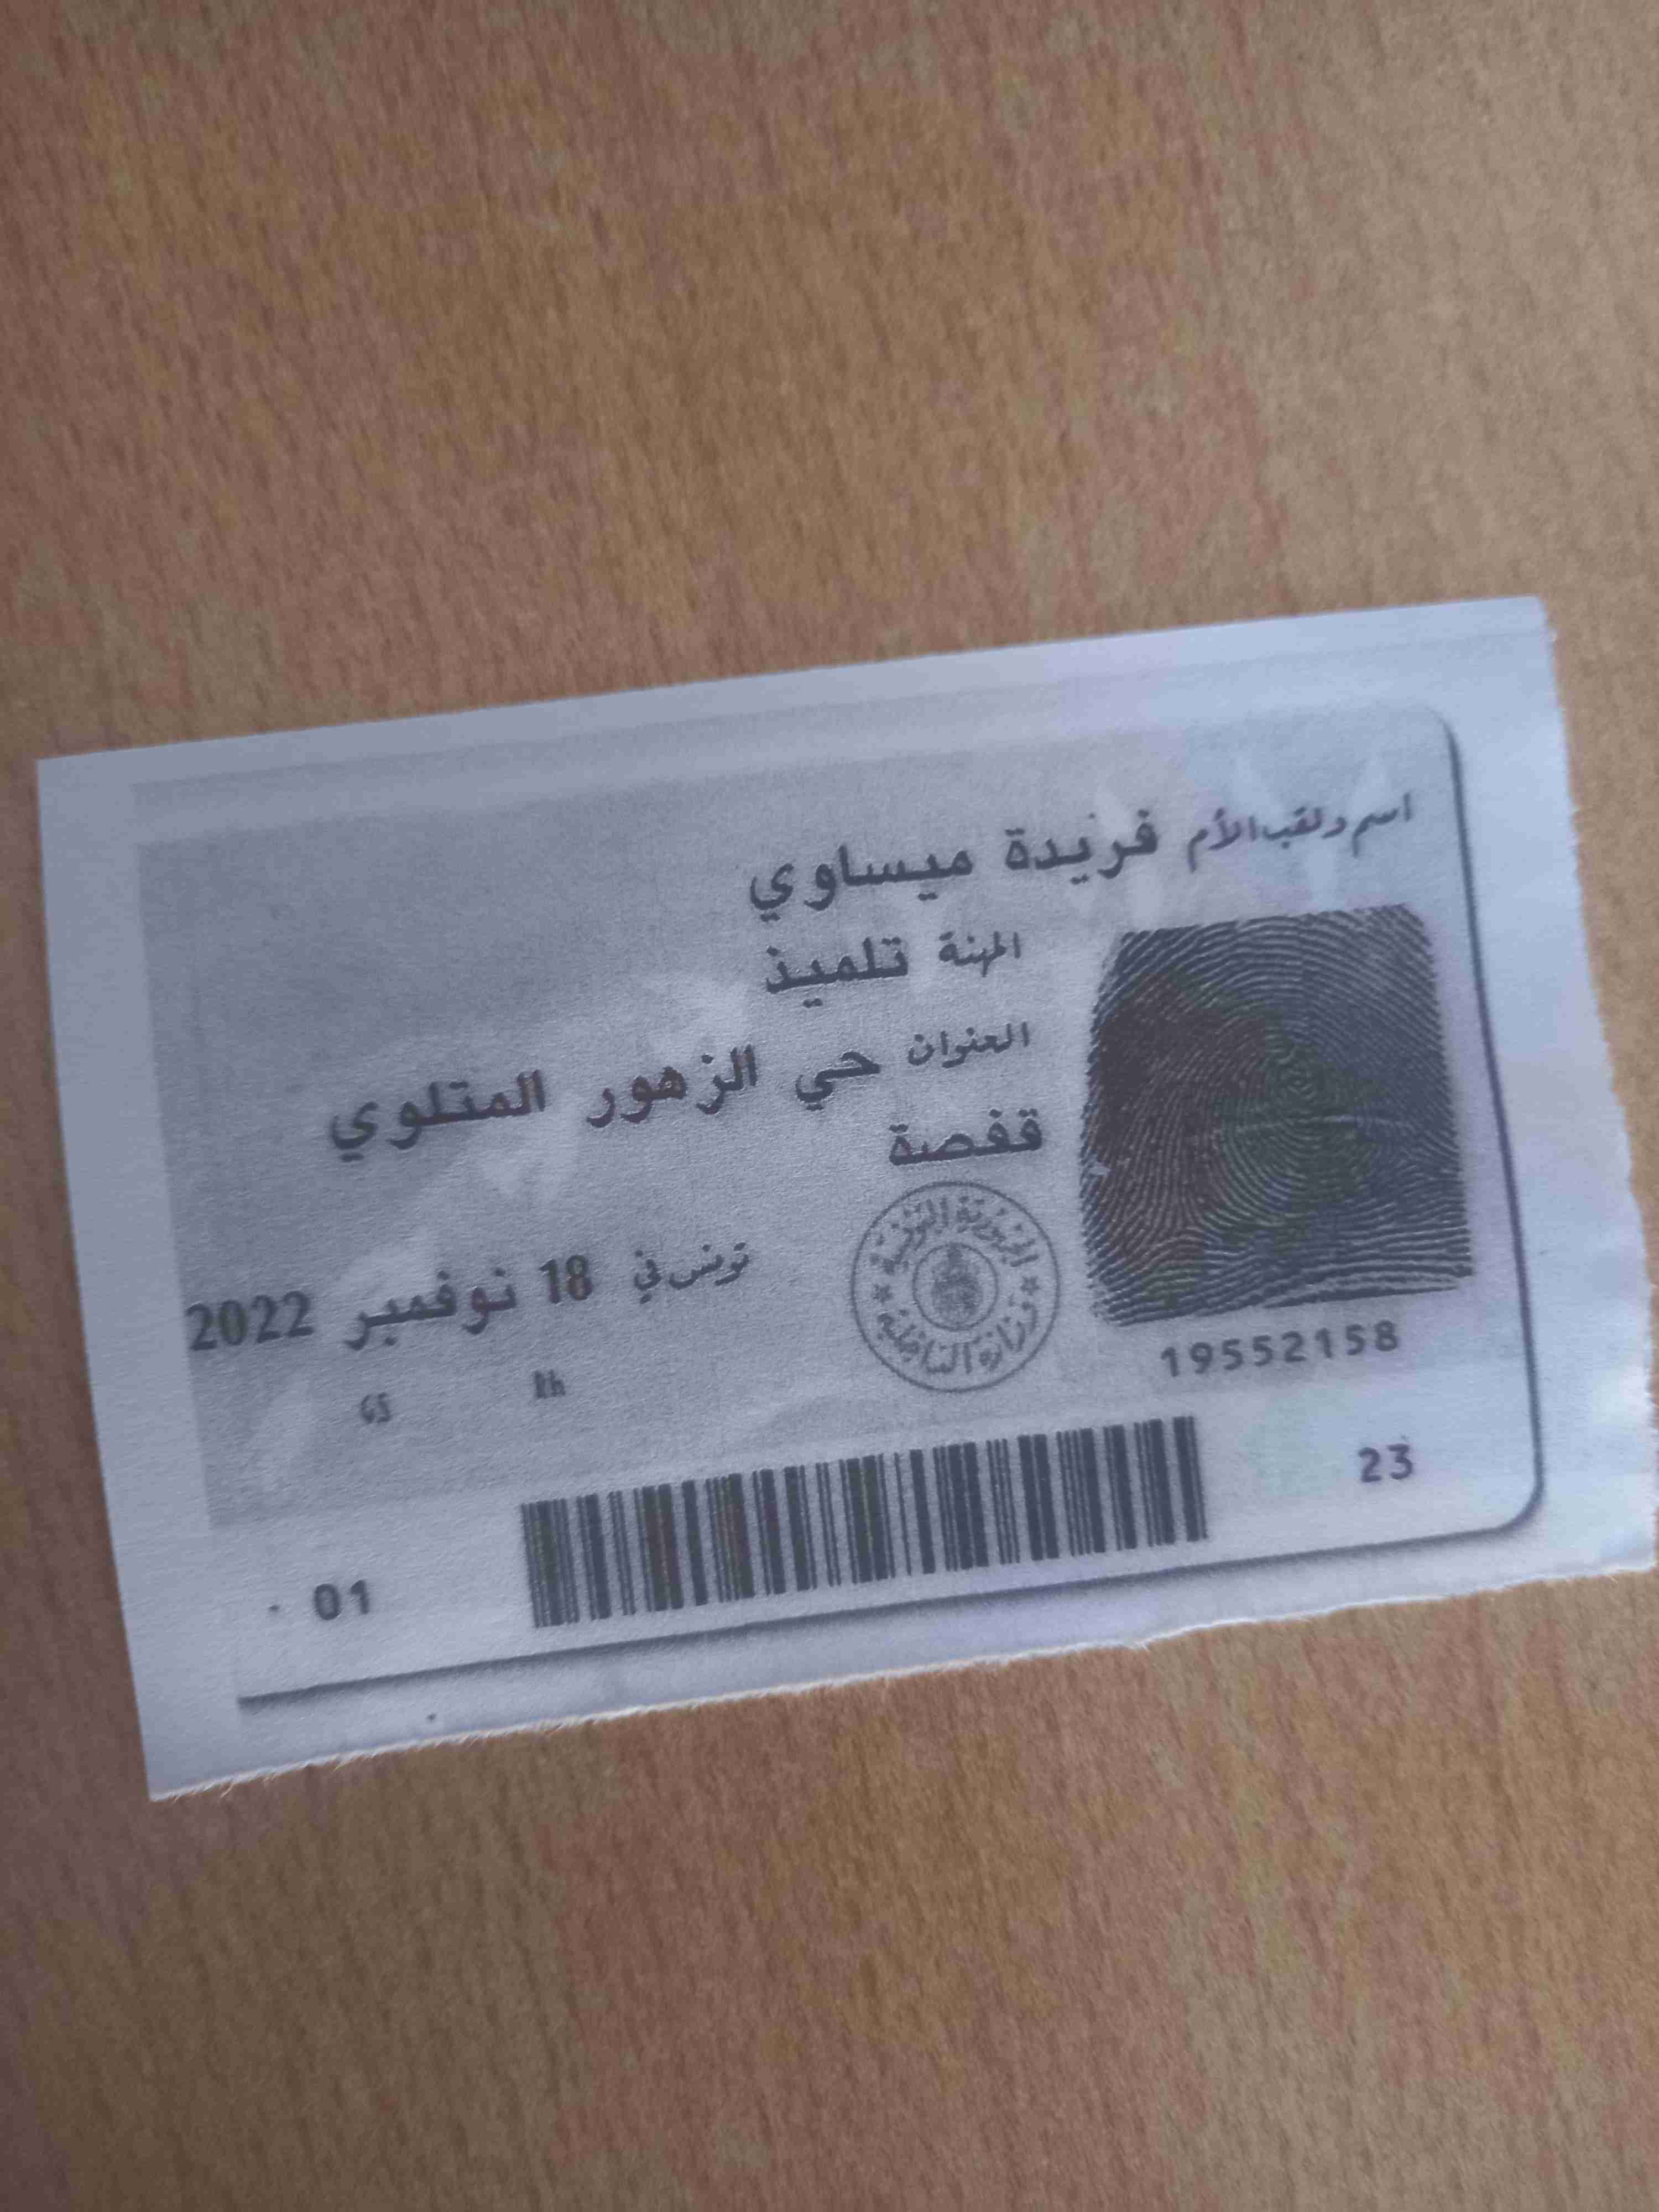 اسم ولقب الأم فريدة ميساوي
المهنة تلميذ
العنوان حي الزهور المتلوي
قفصة
تونس في 18 نوفمبر 2022
الجمهورية التونسية
وزارة الداخلية
19552158
GS Rh
23
01